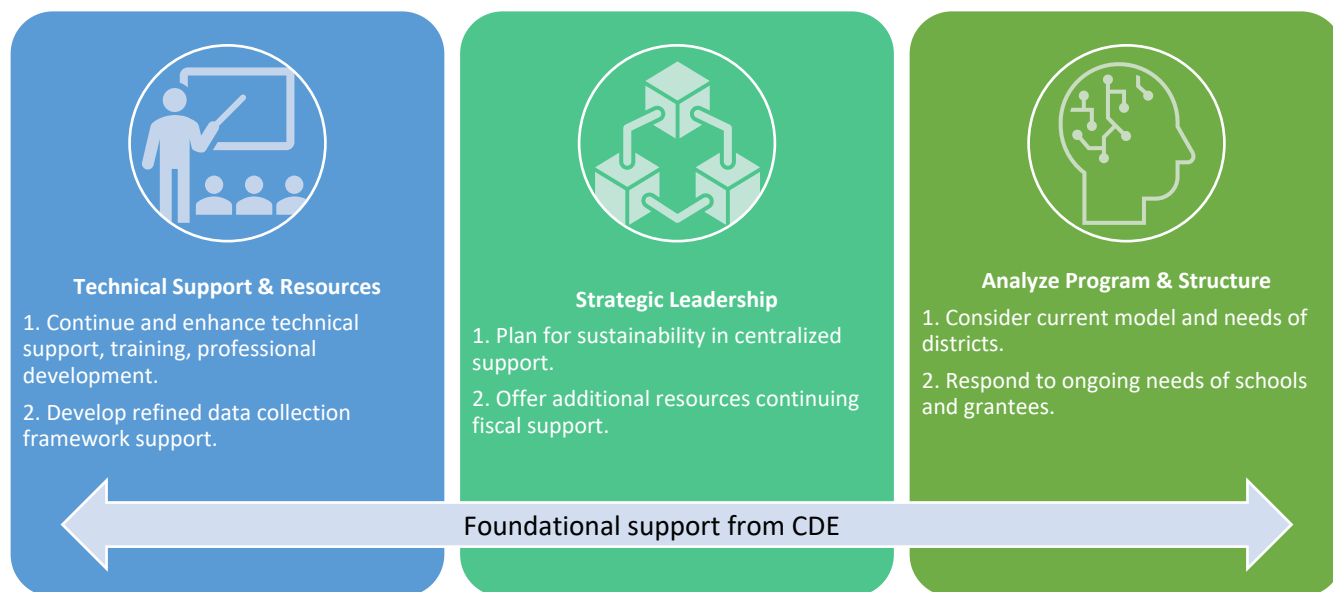 Technical Support & Resources
1. Continue and enhance technical
support, training, professional
development.
2. Develop refined data collection
framework support.
Strategic Leadership
1. Plan for sustainability in centralized
support.
2. Offer additional resources continuing
fiscal support.
Analyze Program & Structure
1. Consider current model and needs of
districts.
2. Respond to ongoing needs of schools
and grantees.
Foundational support from CDE